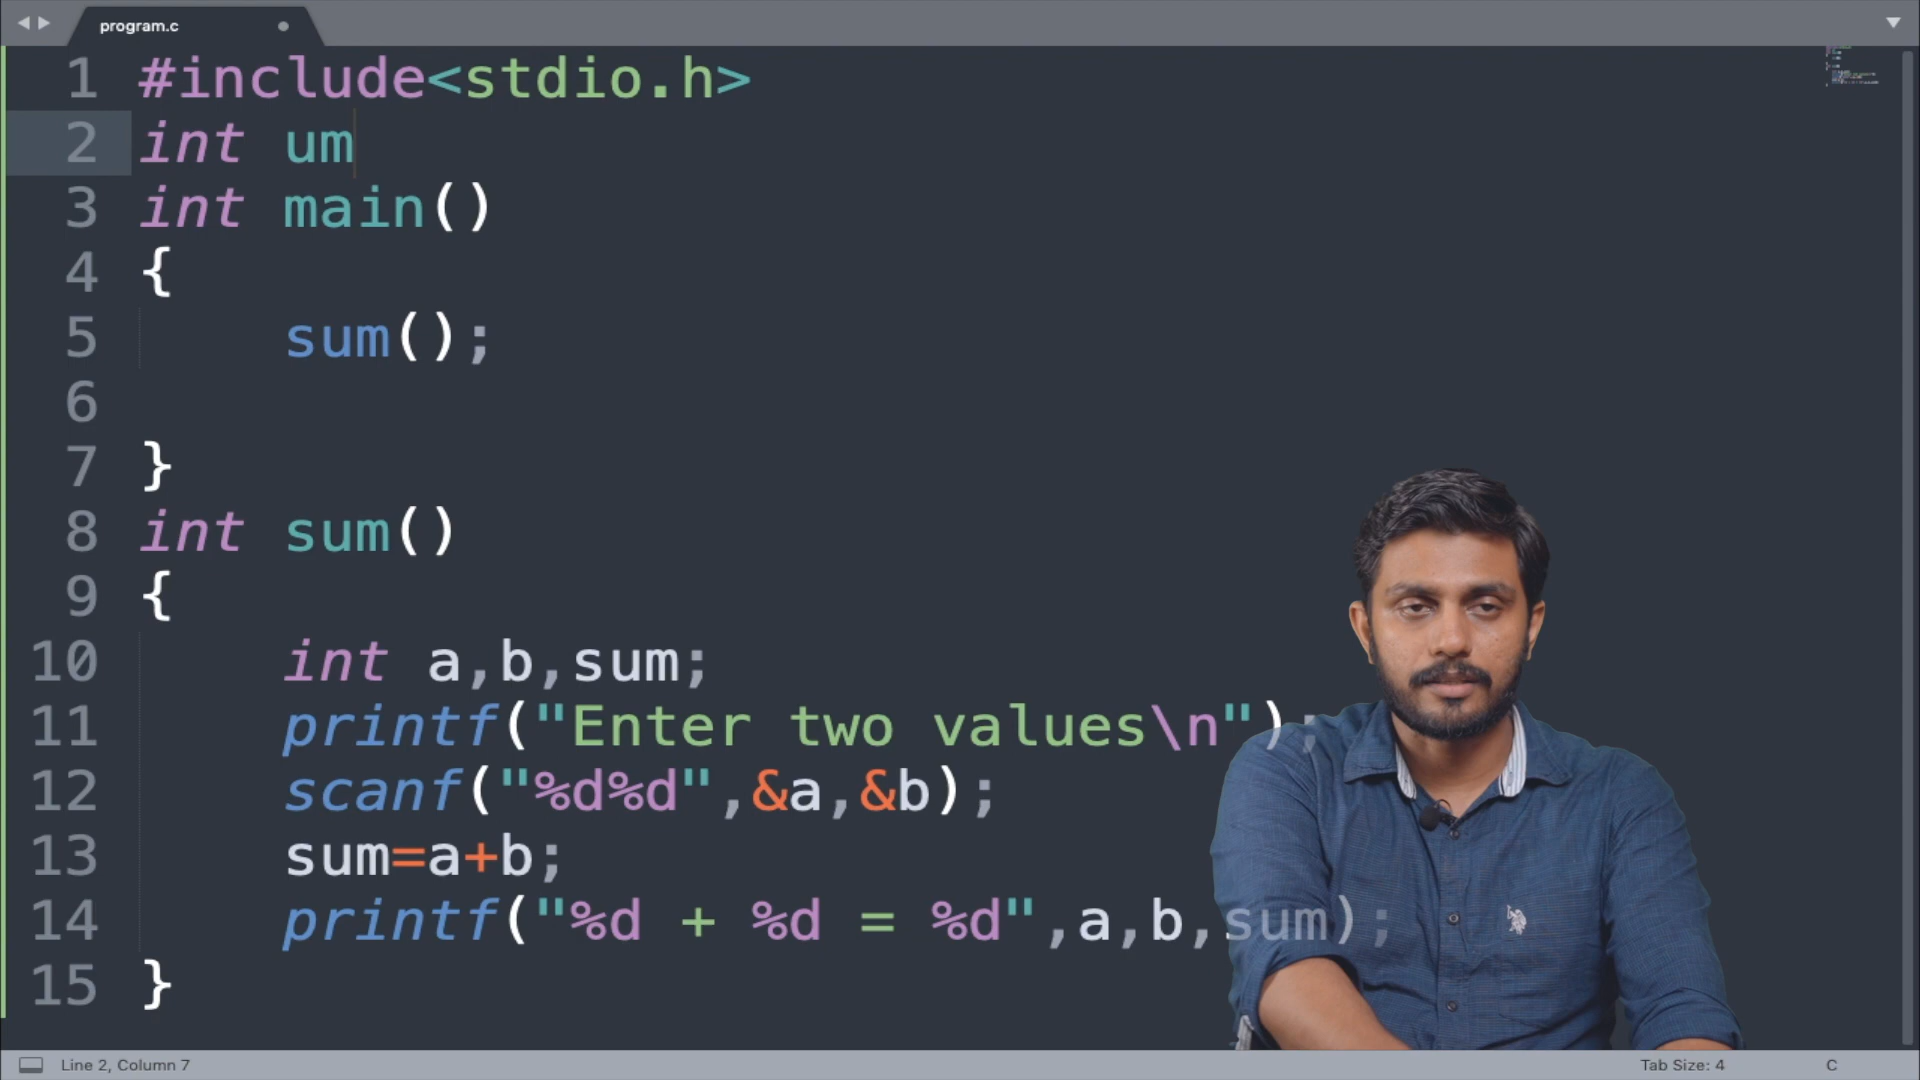 program.c
1 #include<stdio.h>
2 int um
3 int main()
4 {
5 sum();
6
7 }
8 int sum()
9 {
10 int a,b,sum;
11 printf("Enter two values\n");
12 scanf("%d%d",&a,&b);
13 sum=a+b;
14 printf("%d + %d = %d",a,b,sum);
15 }
Line 2, Column 7 Tab Size: 4 C